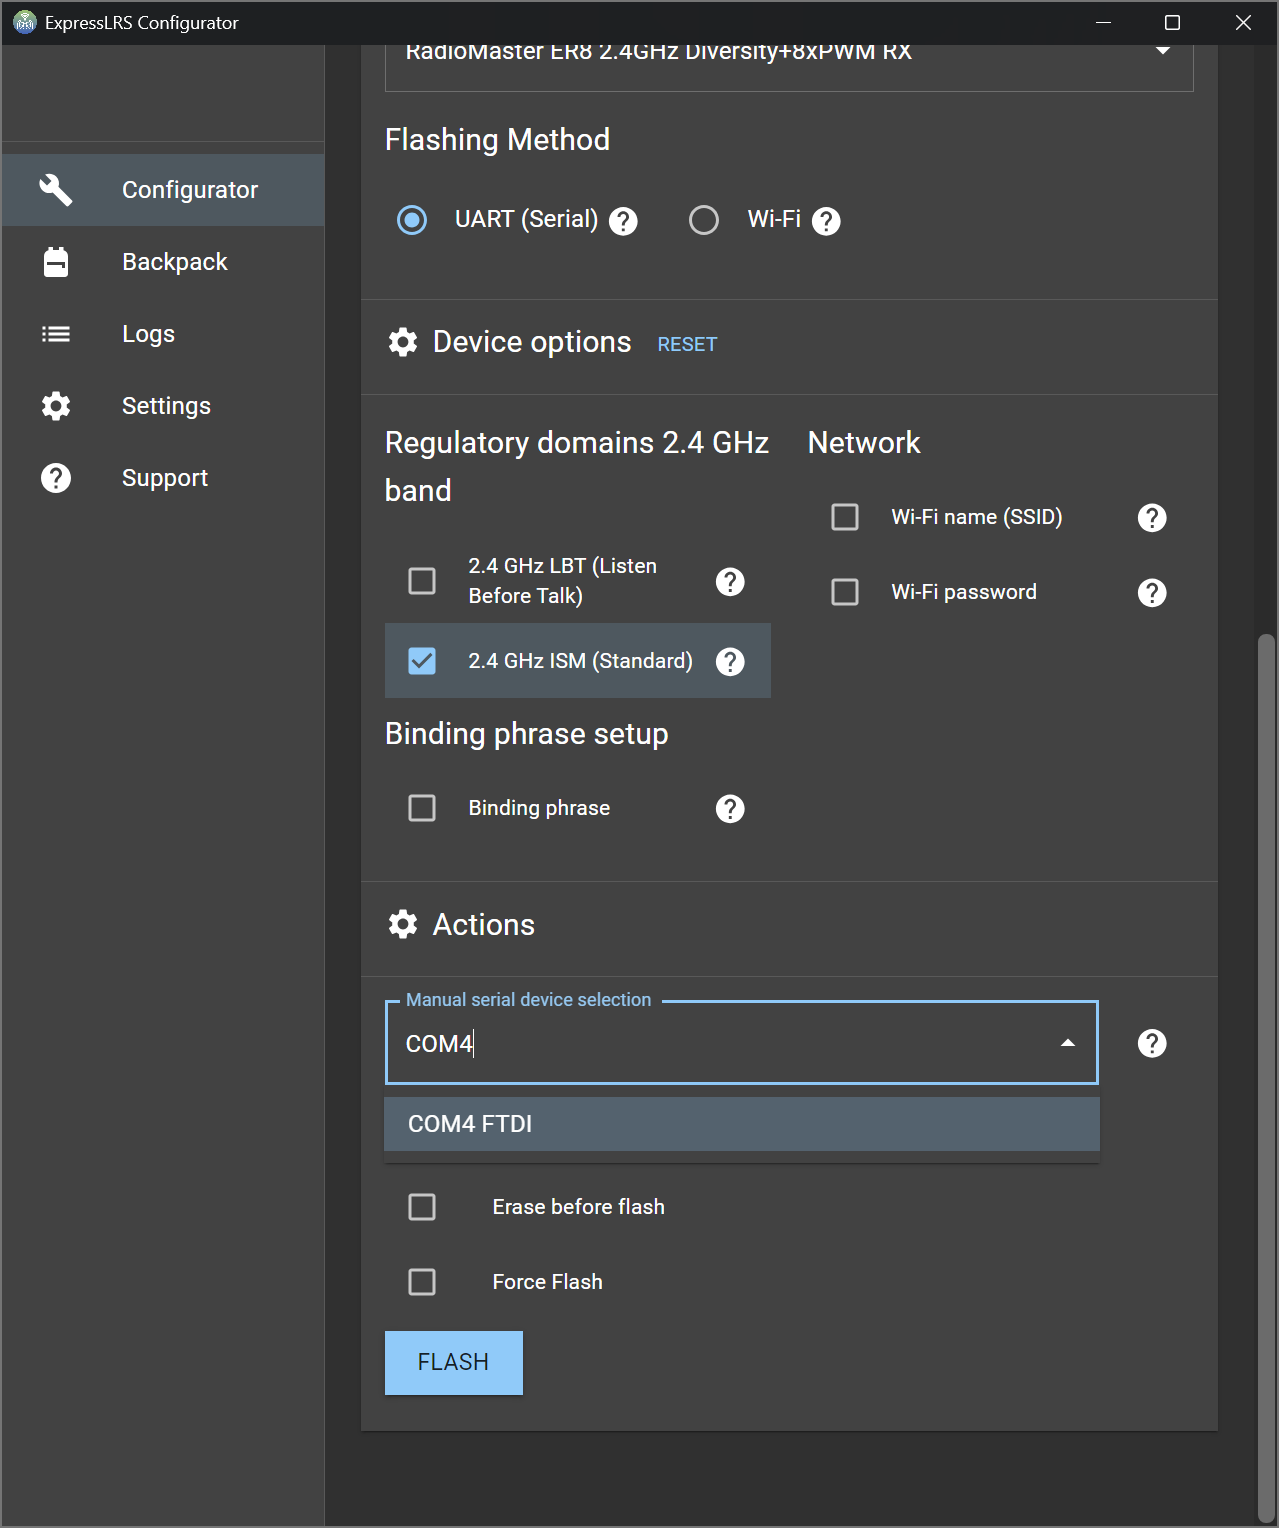 ExpressLRS Configurator
RadioMaster ER8 2.4GHz Diversity+8xPWM RX
Configurator
Backpack
Logs
Settings
Support
Flashing Method
UART (Serial)
Wi-Fi
Device options RESET
Regulatory domains 2.4 GHz
band
2.4 GHz LBT (Listen
Before Talk)
2.4 GHz ISM (Standard)
Network
Wi-Fi name (SSID)
Wi-Fi password
Binding phrase setup
Binding phrase
Actions
Manual serial device selection
COM4
COM4 FTDI
Erase before flash
Force Flash
FLASH